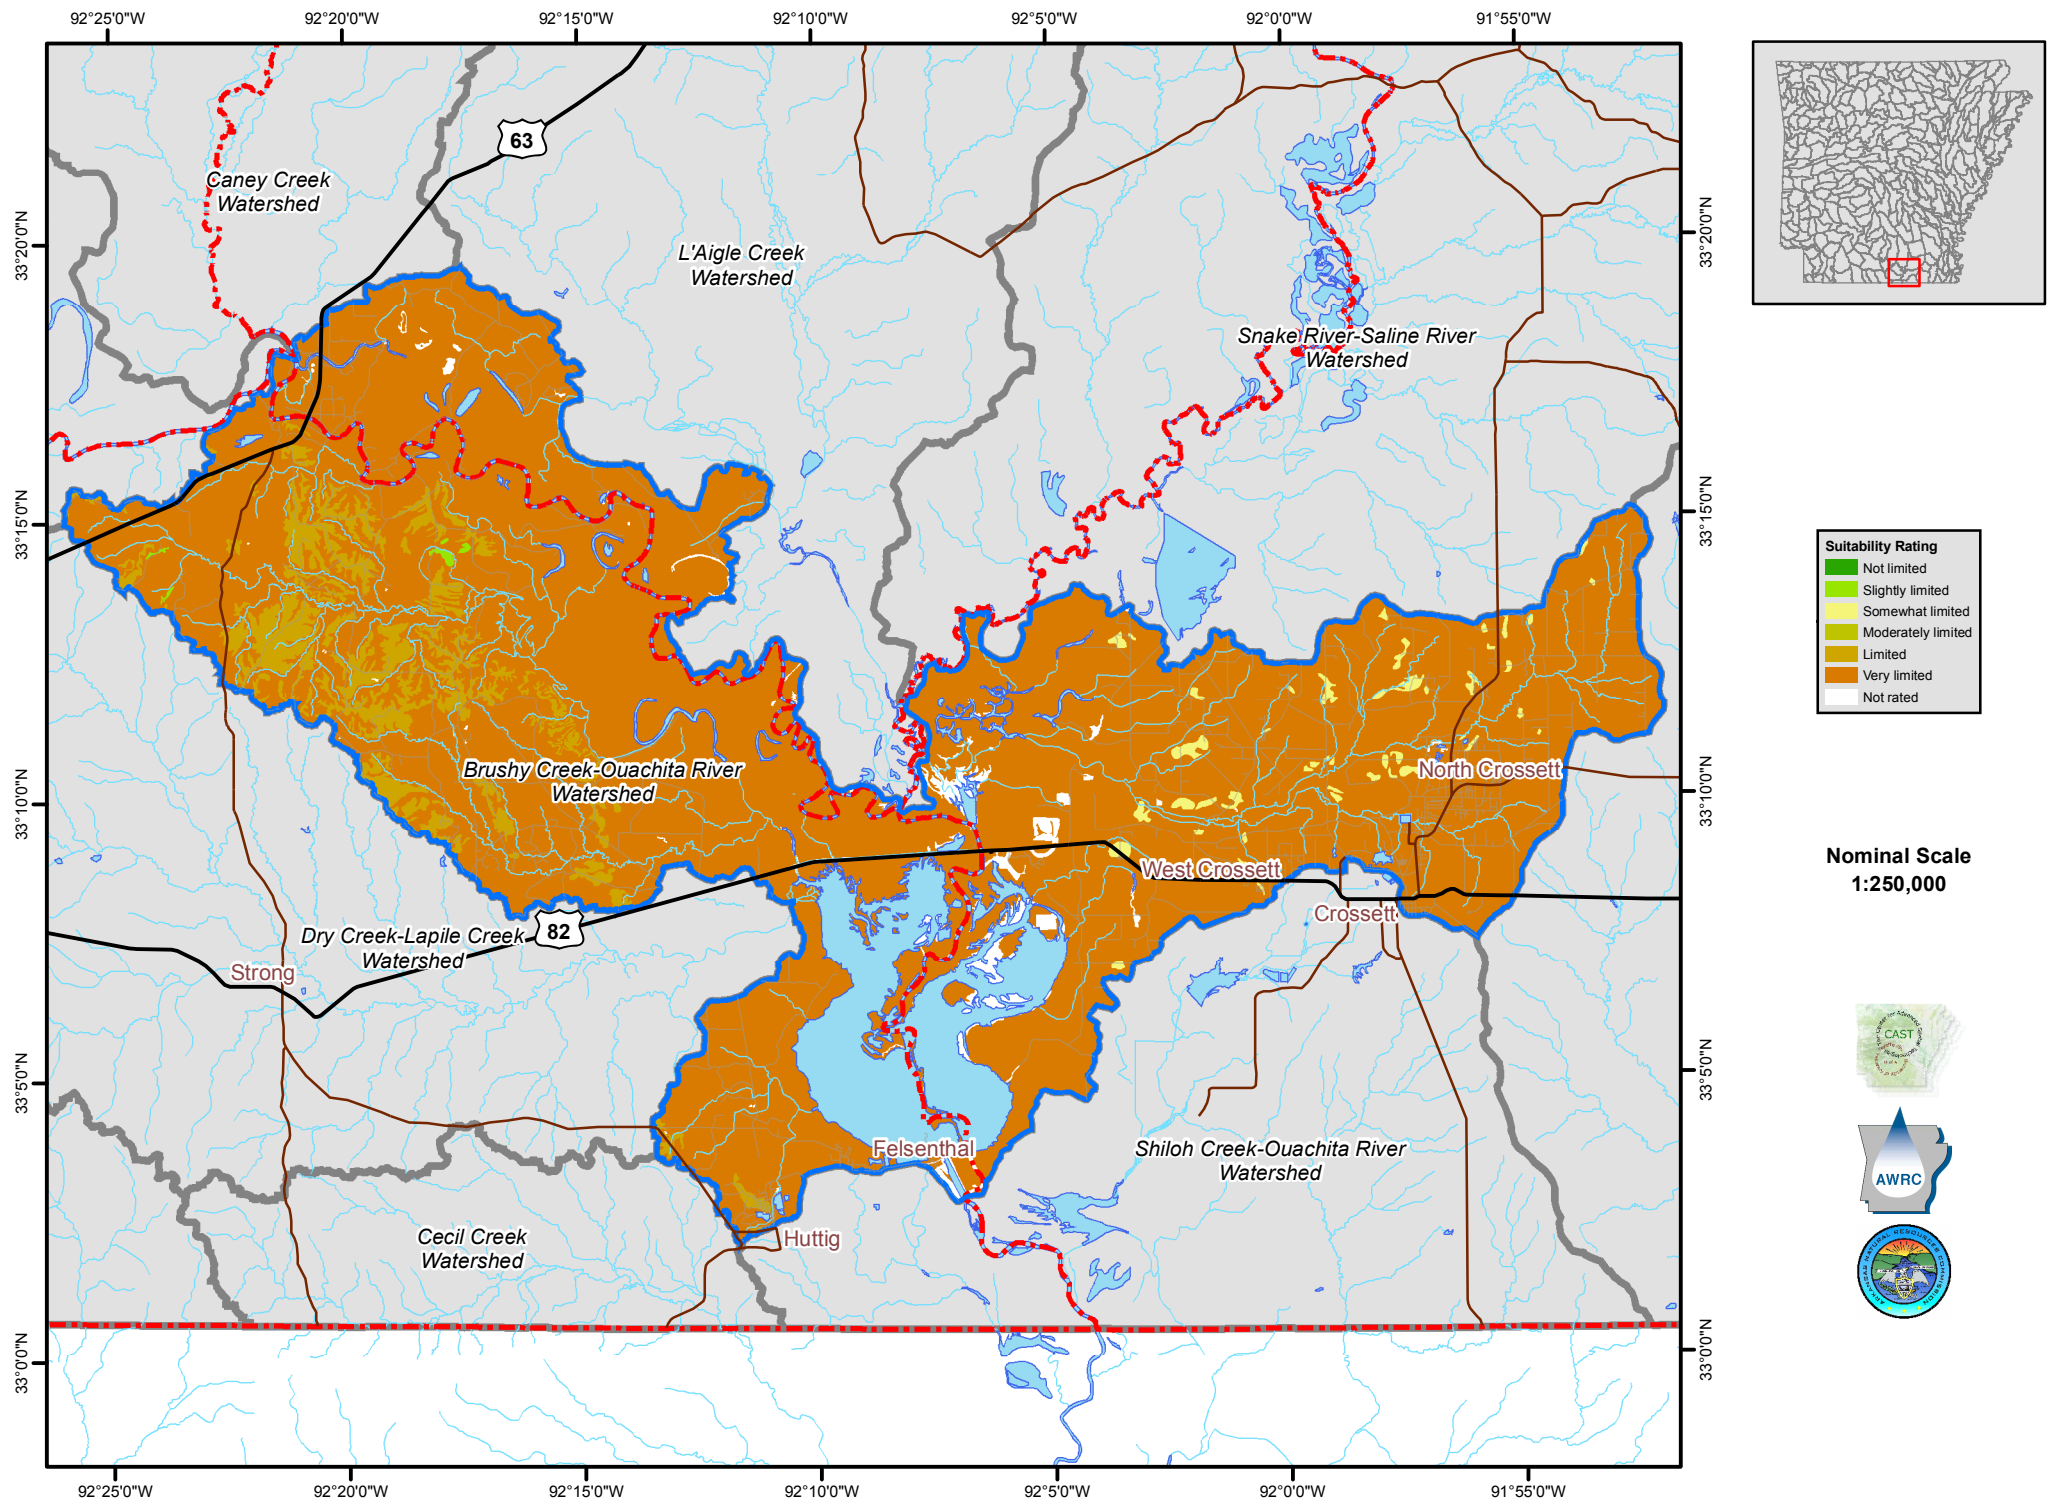 92°25'0"W
92°20'0"W
92°15'0"W
92°10'0"W
92°5'0"W
92°0'0"W
91°55'0"W
63
Caney Creek
Watershed
L'Aigle Creek
Watershed
33°20'0"N
33°20'0"N
Snake River-Saline River
Watershed
33°15'0"N
33°15'0"N
Suitability Rating
Not limited
Slightly limited
Somewhat limited
Moderately limited
Limited
Very limited
Not rated
Brushy Creek-Ouachita River
Watershed
North Crossett
33°10'0"N
33°10'0"N
West Crossett
Nominal Scale
1:250,000
Crossett
82
Dry Creek-Lapile Creek
Watershed
Strong
CAST
33°5'0"N
33°5'0"N
Felsenthal
Shiloh Creek-Ouachita River
Watershed
AWRC
Cecil Creek
Watershed
Huttig
ARKANSAS NATURAL RESOURCES COMMISSION
33°0'0"N
33°0'0"N
92°25'0"W
92°20'0"W
92°15'0"W
92°10'0"W
92°5'0"W
92°0'0"W
91°55'0"W